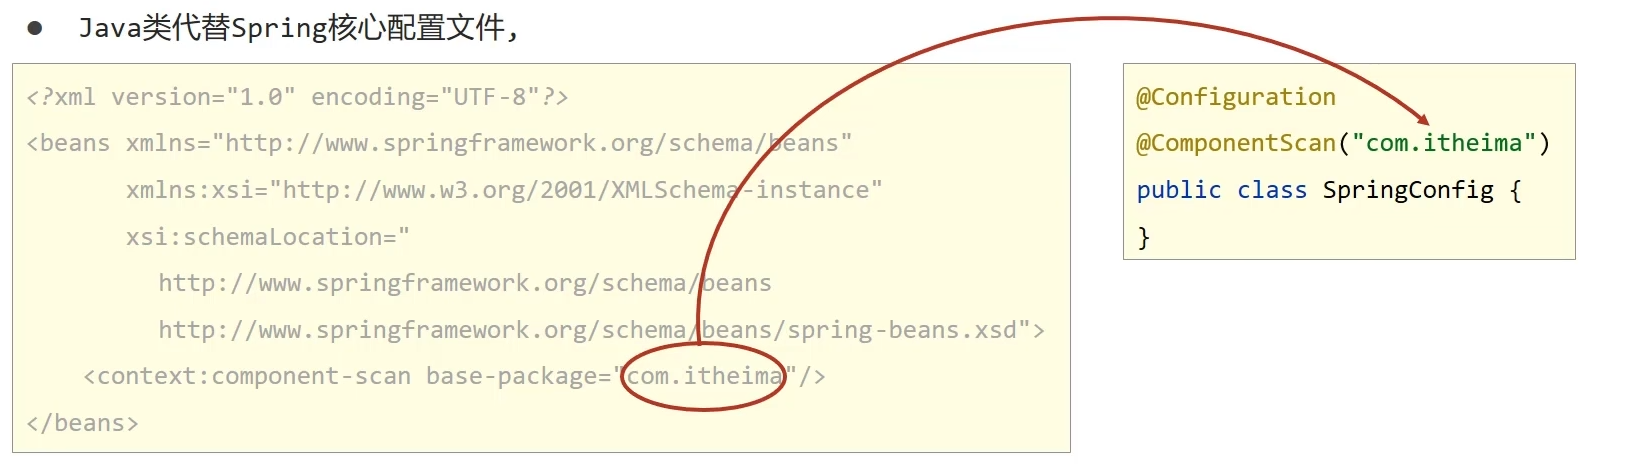 ● Java类代替Spring核心配置文件,
<?xml version="1.0" encoding="UTF-8"?>
<beans xmlns="http://www.springframework.org/schema/beans"
xmlns:xsi="http://www.w3.org/2001/XMLSchema-instance"
xsi:schemaLocation="
http://www.springframework.org/schema/beans
http://www.springframework.org/schema/beans/spring-beans.xsd">
<context:component-scan base-package="com.itheima"/>
</beans>
@Configuration
@ComponentScan("com.itheima")
public class SpringConfig {
}